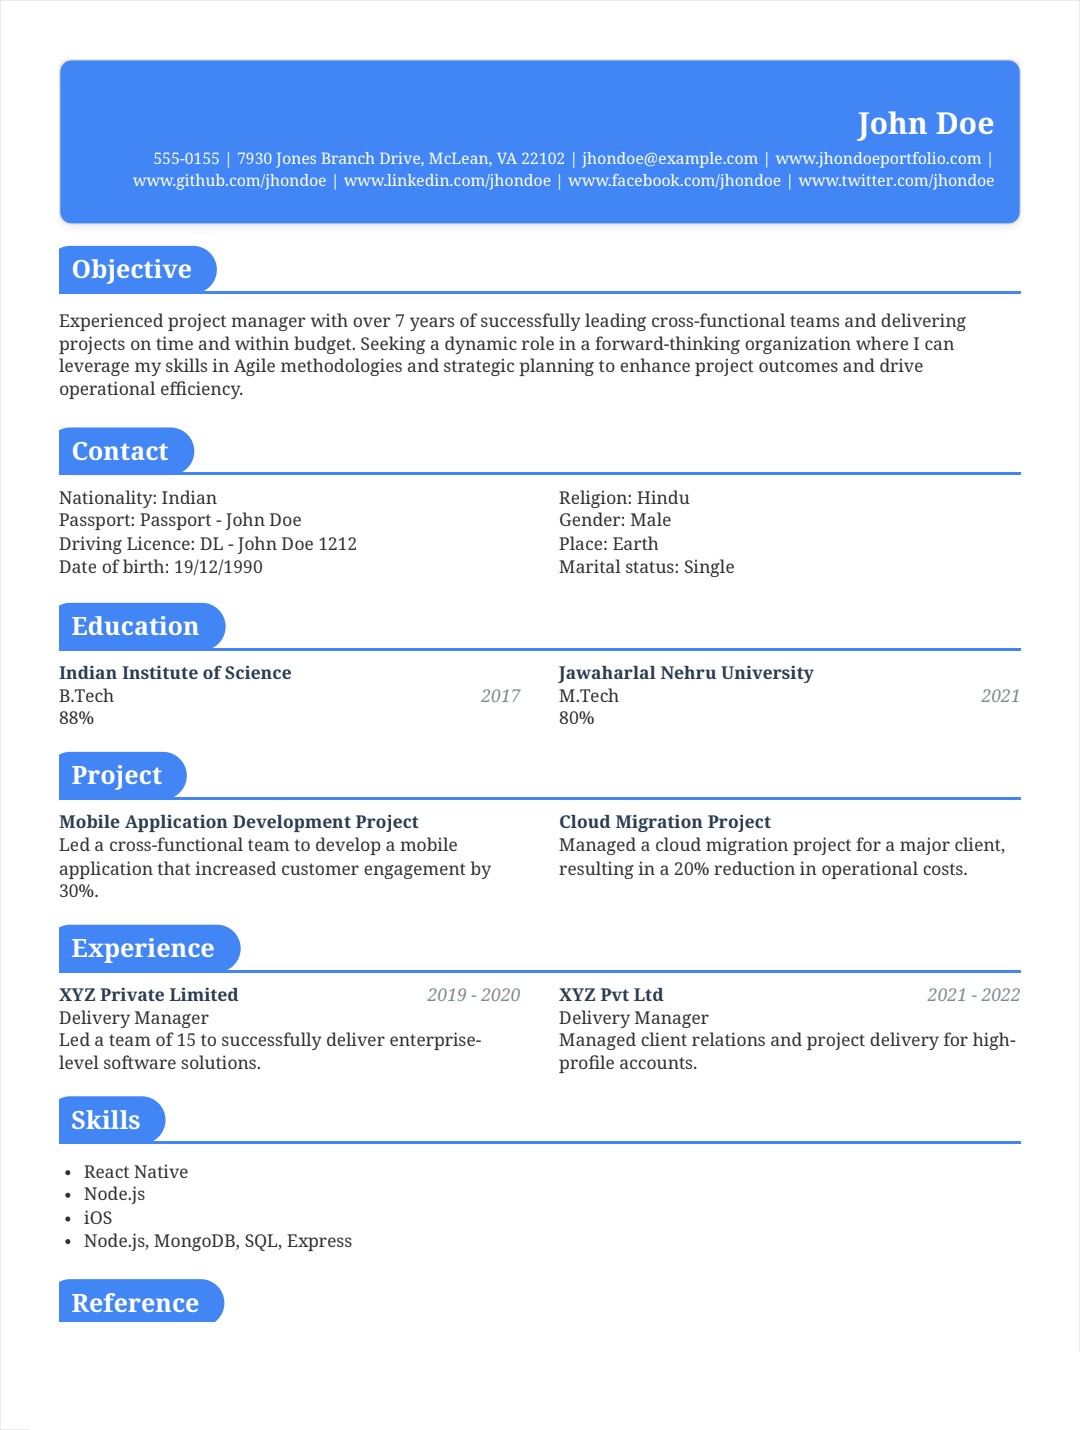 John Doe
555-0155 | 7930 Jones Branch Drive, McLean, VA 22102 | jhondoe@example.com | www.jhondoeportfolio.com |
www.github.com/jhondoe | www.linkedin.com/jhondoe | www.facebook.com/jhondoe | www.twitter.com/jhondoe
Objective
Experienced project manager with over 7 years of successfully leading cross-functional teams and delivering
projects on time and within budget. Seeking a dynamic role in a forward-thinking organization where I can
leverage my skills in Agile methodologies and strategic planning to enhance project outcomes and drive
operational efficiency.
Contact
Nationality: Indian
Passport: Passport - John Doe
Driving Licence: DL - John Doe 1212
Date of birth: 19/12/1990
Religion: Hindu
Gender: Male
Place: Earth
Marital status: Single
Education
Indian Institute of Science
B.Tech 2017
88%
Jawaharlal Nehru University
M.Tech 2021
80%
Project
Mobile Application Development Project
Led a cross-functional team to develop a mobile
application that increased customer engagement by
30%.
Cloud Migration Project
Managed a cloud migration project for a major client,
resulting in a 20% reduction in operational costs.
Experience
XYZ Private Limited 2019 - 2020
Delivery Manager
Led a team of 15 to successfully deliver enterprise-
level software solutions.
XYZ Pvt Ltd 2021 - 2022
Delivery Manager
Managed client relations and project delivery for high-
profile accounts.
Skills
• React Native
• Node.js
• iOS
• Node.js, MongoDB, SQL, Express
Reference